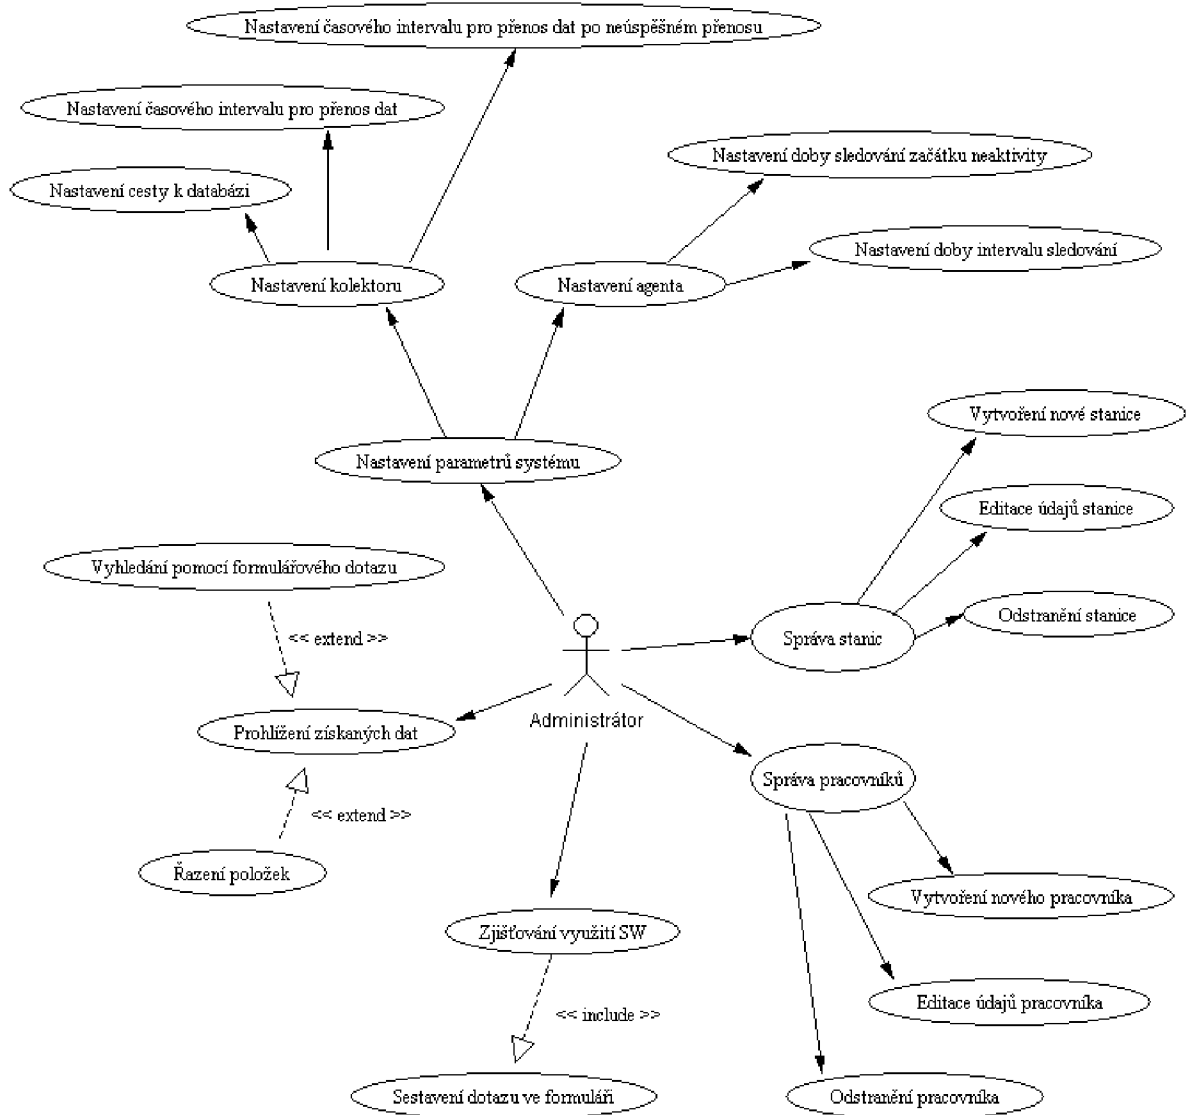 Nastavení časového intervalu pro přenos dat po neúspěšném přenosu
Nastavení časového intervalu pro přenos dat
Nastavení doby sledování začátku neaktivity
Nastavení cesty k databázi
Nastavení doby intervalu sledování
Nastavení kolektoru
Nastavení agenta
Vytvoření nové stanice
Nastavení parametrů systému
Editace údajů stanice
Vyhledání pomocí formulářového dotazu
Odstranění stanice
<< extend >>
Správa stanic
Administrátor
Prohlížení získaných dat
Správa pracovníků
<< extend >>
Řazení položek
Vytvoření nového pracovníka
Zjišťování využití SW
Editace údajů pracovníka
<< include >>
Sestavení dotazu ve formuláři
Odstranění pracovníka